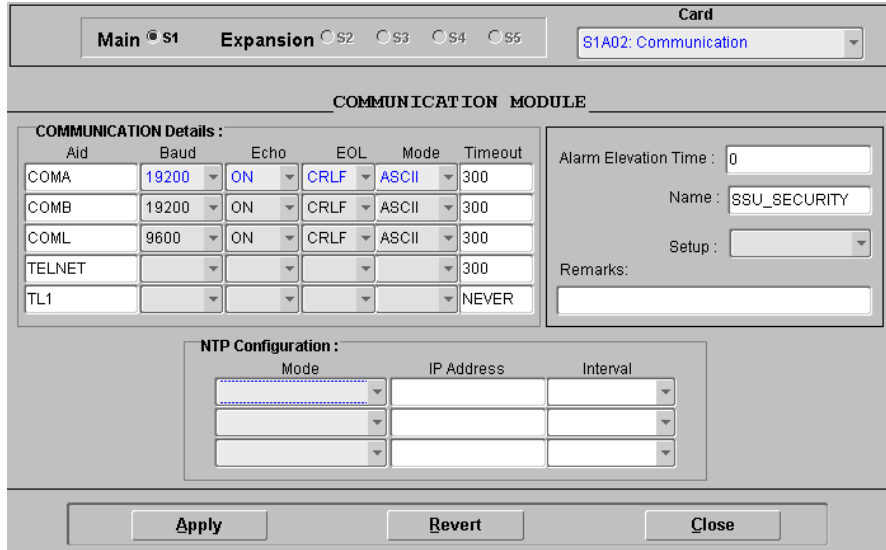 Card
Main S1 Expansion S2 S3 S4 S5
S1A02: Communication
COMMUNICATION MODULE
COMMUNICATION Details :
Aid Baud Echo EOL Mode Timeout
COMA 19200 ON CRLF ASCII 300
COMB 19200 ON CRLF ASCII 300
COML 9600 ON CRLF ASCII 300
TELNET 300
TL1 NEVER
Alarm Elevation Time : 0
Name : SSU_SECURITY
Setup :
Remarks:
NTP Configuration :
Mode IP Address Interval
Apply Revert Close